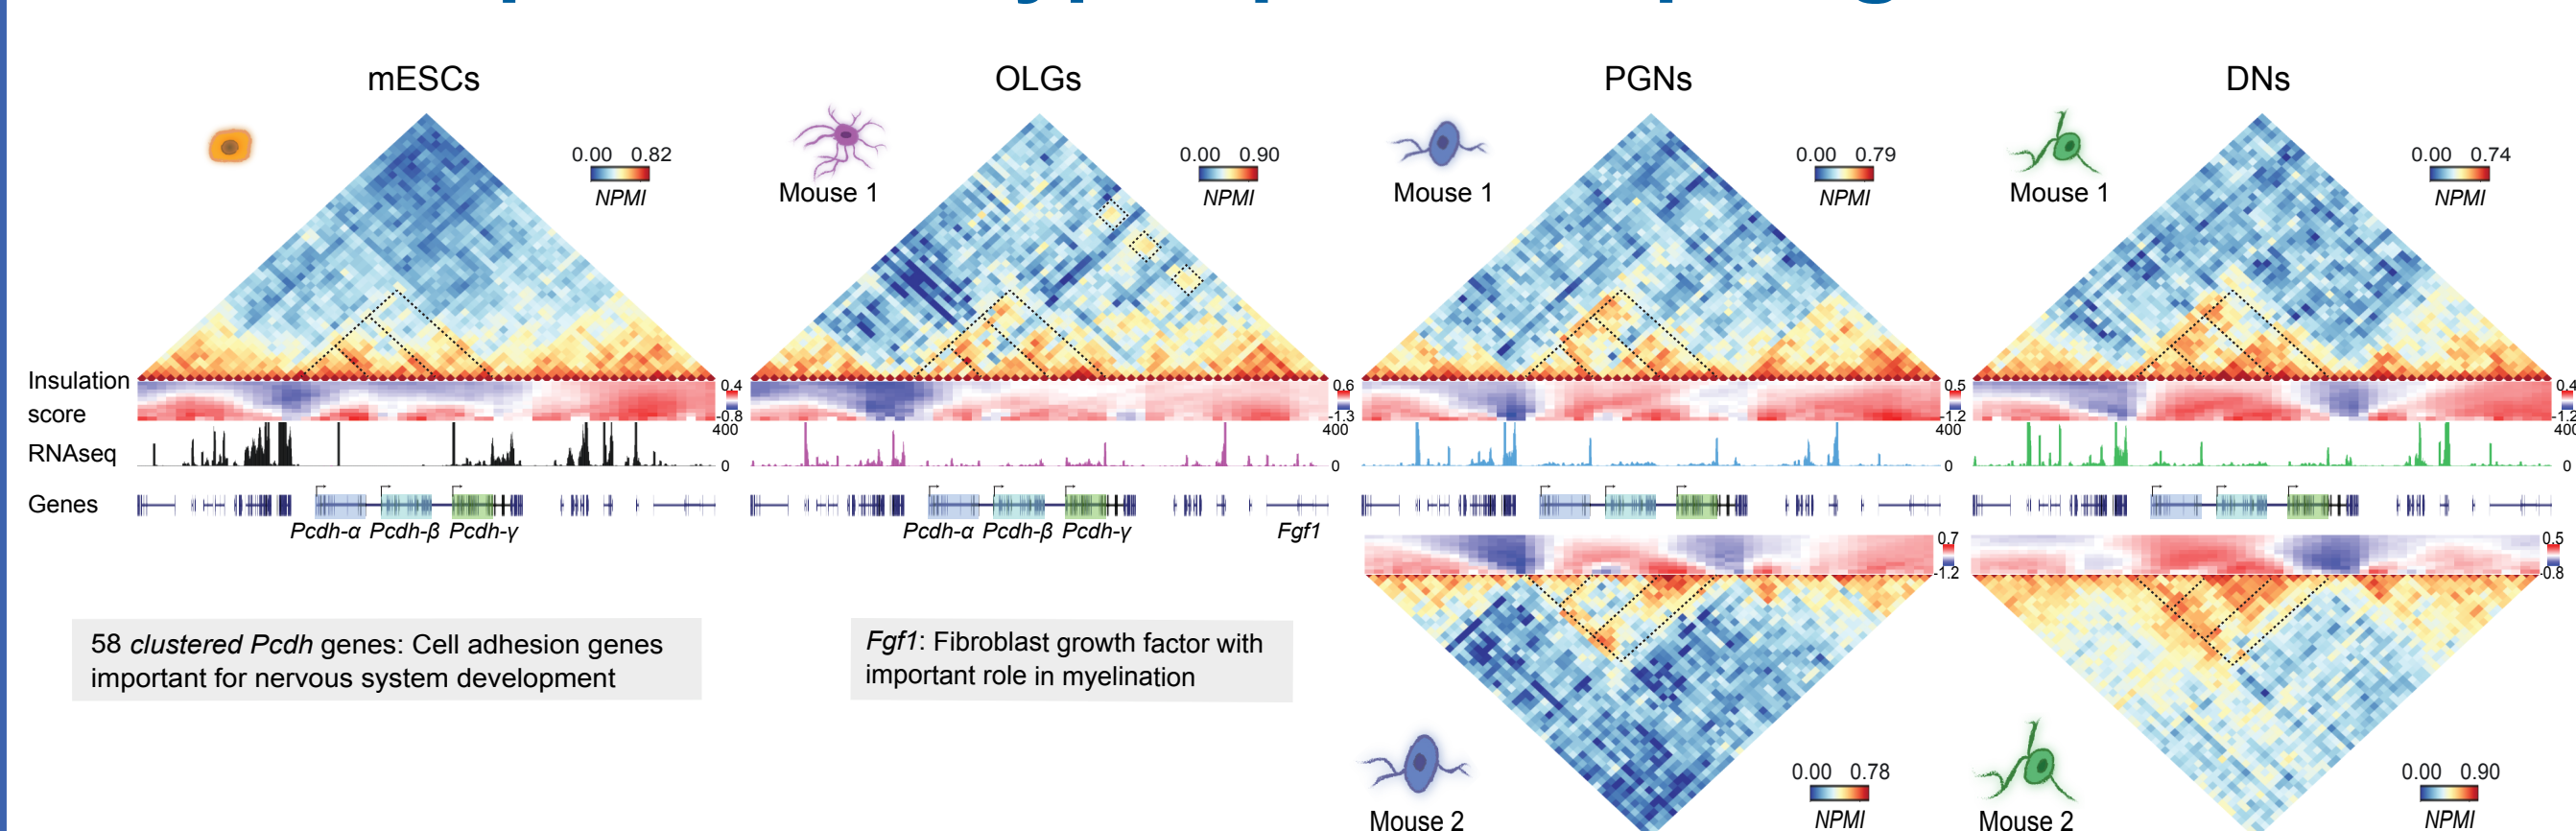 mESCs
0.00 0.82
NPMI
OLGs
Mouse 1
0.00 0.90
NPMI
PGNs
Mouse 1
0.00 0.79
NPMI
DNs
Mouse 1
0.00 0.74
NPMI
Insulation
score
0.4
-0.8
0.6
-1.3
0.5
-1.2
0.4
-1.2
RNAseq
400
0
400
0
400
0
400
0
Genes
Pcdh-α Pcdh-β Pcdh-γ
Pcdh-α Pcdh-β Pcdh-γ
Fgf1
0.7
-1.2
0.5
-0.8
58 clustered Pcdh genes: Cell adhesion genes
important for nervous system development
Fgf1: Fibroblast growth factor with
important role in myelination
Mouse 2
0.00 0.78
NPMI
Mouse 2
0.00 0.90
NPMI